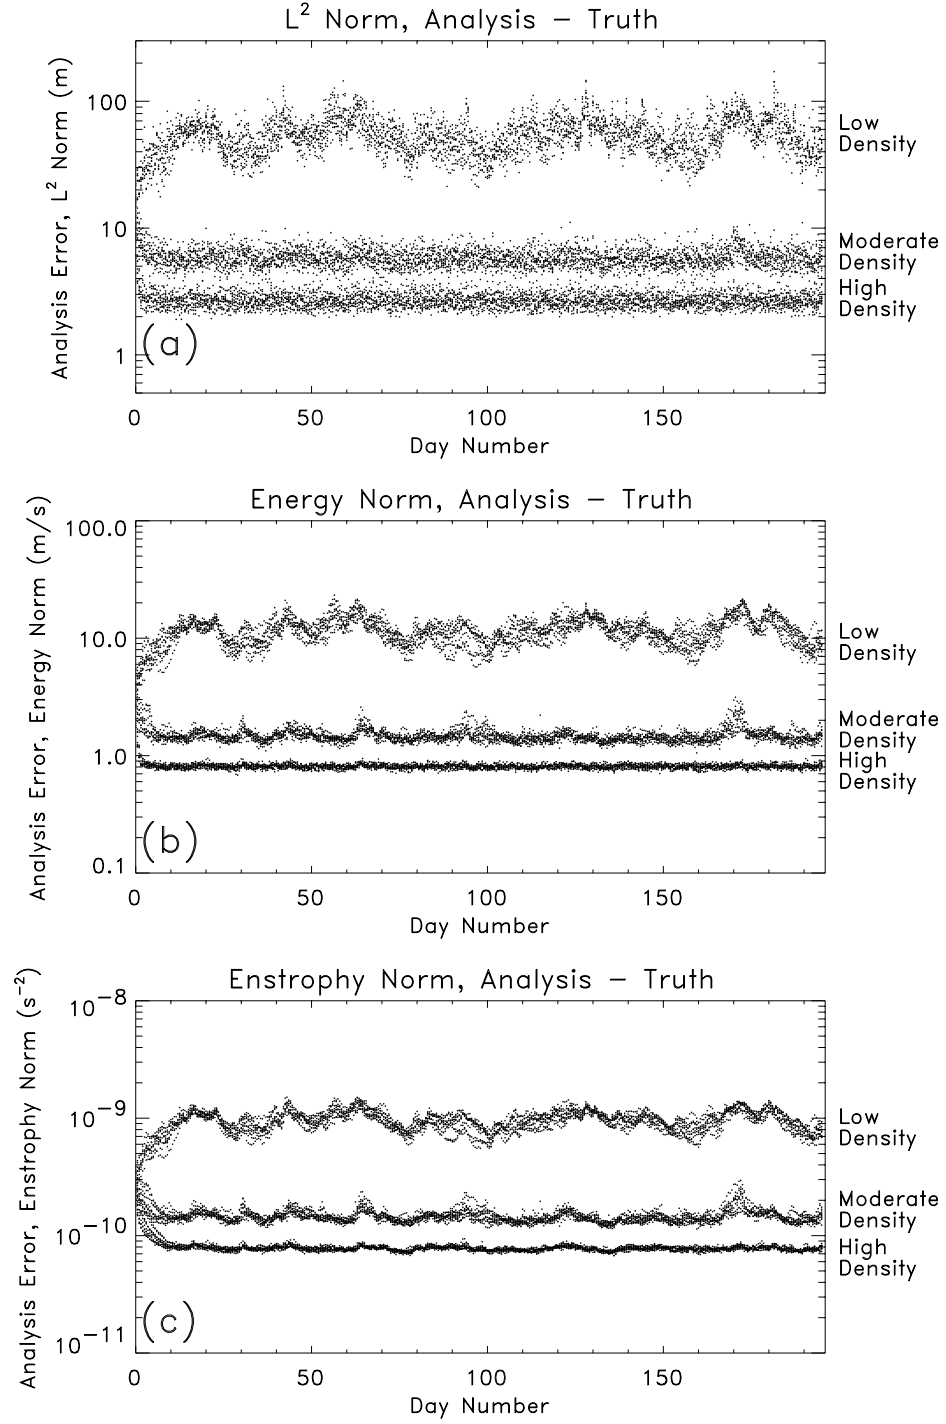 L² Norm, Analysis – Truth
Analysis Error, L² Norm (m)
100
10
1
Low
Density
Moderate
Density
High
Density
(a)
0 50 100 150
Day Number
Energy Norm, Analysis – Truth
Analysis Error, Energy Norm (m/s)
100.0
10.0
1.0
0.1
Low
Density
Moderate
Density
High
Density
(b)
0 50 100 150
Day Number
Enstrophy Norm, Analysis – Truth
Analysis Error, Enstrophy Norm (s⁻²)
10⁻⁸
10⁻⁹
10⁻¹⁰
10⁻¹¹
Low
Density
Moderate
Density
High
Density
(c)
0 50 100 150
Day Number